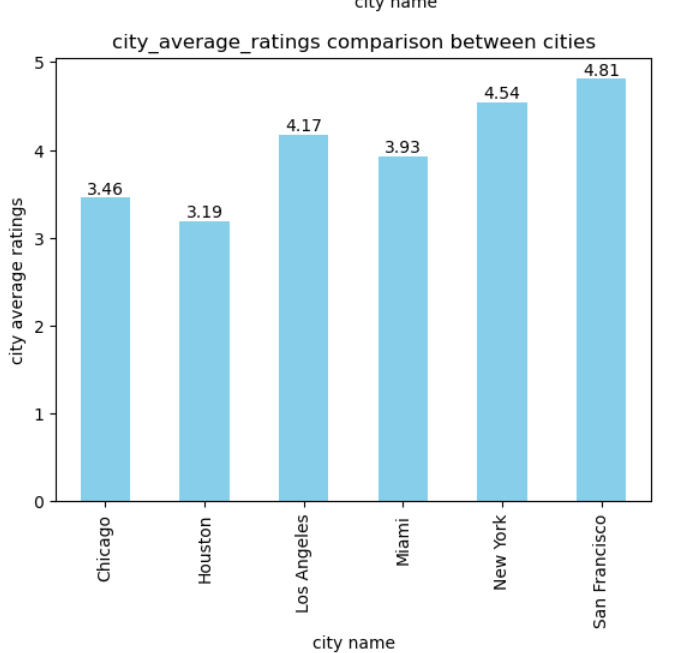 city name
city_average_ratings comparison between cities
5
4
3
2
1
0
city average ratings
3.46
3.19
4.17
3.93
4.54
4.81
Chicago
Houston
Los Angeles
Miami
New York
San Francisco
city name